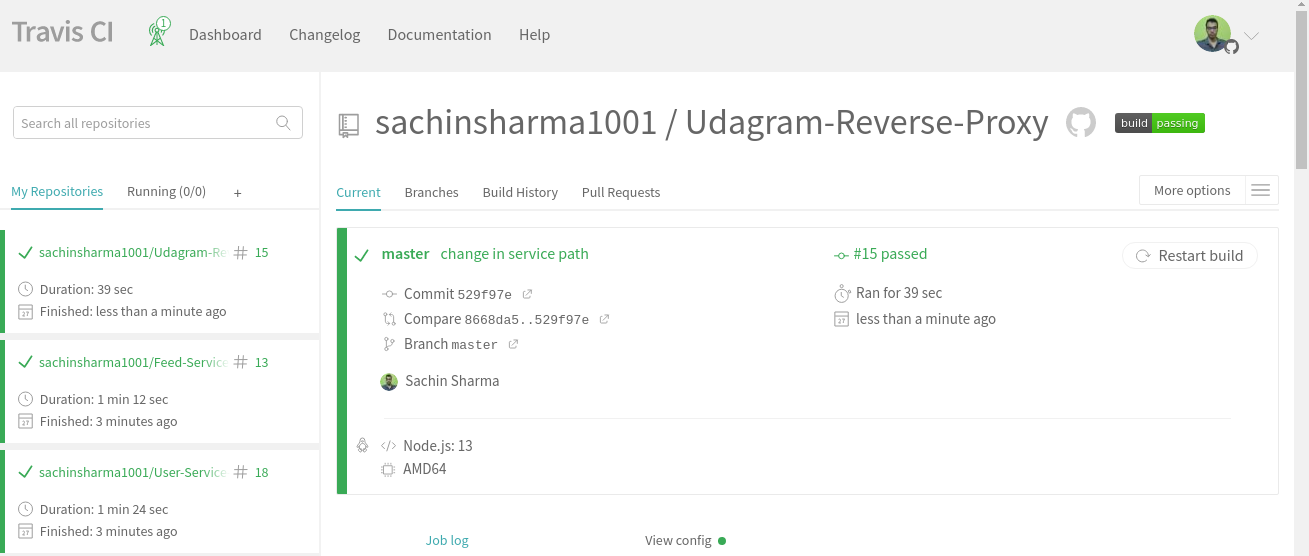 Travis CI
1
Dashboard Changelog Documentation Help
Search all repositories
My Repositories Running (0/0) +
sachinsharma1001/Udagram-Re # 15
Duration: 39 sec
27 Finished: less than a minute ago
sachinsharma1001/Feed-Service # 13
Duration: 1 min 12 sec
27 Finished: 3 minutes ago
sachinsharma1001/User-Service # 18
Duration: 1 min 24 sec
27 Finished: 3 minutes ago
sachinsharma1001 / Udagram-Reverse-Proxy build passing
Current Branches Build History Pull Requests More options
master change in service path
Commit 529f97e
Compare 8668da5..529f97e
Branch master
Sachin Sharma
#15 passed
Ran for 39 sec
27 less than a minute ago
Restart build
</> Node.js: 13
AMD64
Job log View config